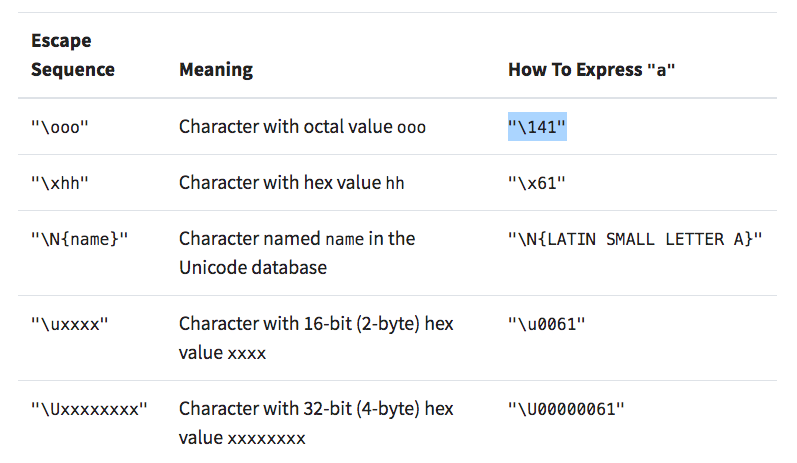 Escape
Sequence Meaning How To Express "a"
"\ooo" Character with octal value ooo "\141"
"\xhh" Character with hex value hh "\x61"
"\N{name}" Character named name in the "\N{LATIN SMALL LETTER A}"
Unicode database
"\uxxxx" Character with 16-bit (2-byte) hex "\u0061"
value xxxx
"\Uxxxxxxxx" Character with 32-bit (4-byte) hex "\U00000061"
value xxxxxxxx